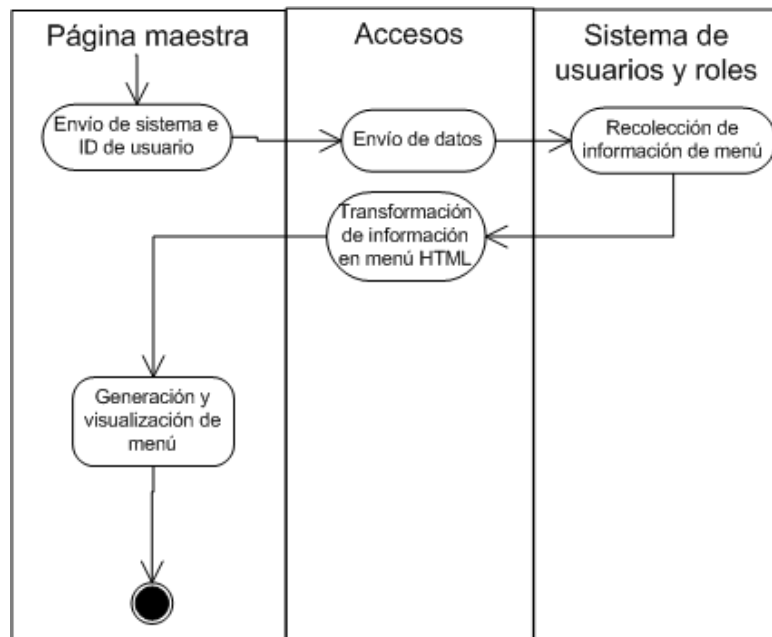 Página maestra
Accesos
Sistema de
usuarios y roles
Envío de sistema e
ID de usuario
Envío de datos
Recolección de
información de menú
Transformación
de información
en menú HTML
Generación y
visualización de
menú